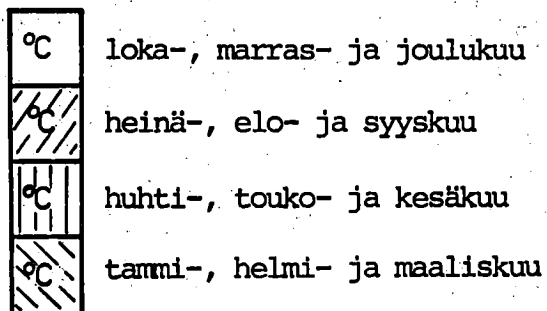 °C loka-, marras- ja joulukuu
°C heinä-, elo- ja syyskuu
°C huhti-, touko- ja kesäkuu
°C tammi-, helmi- ja maaliskuu